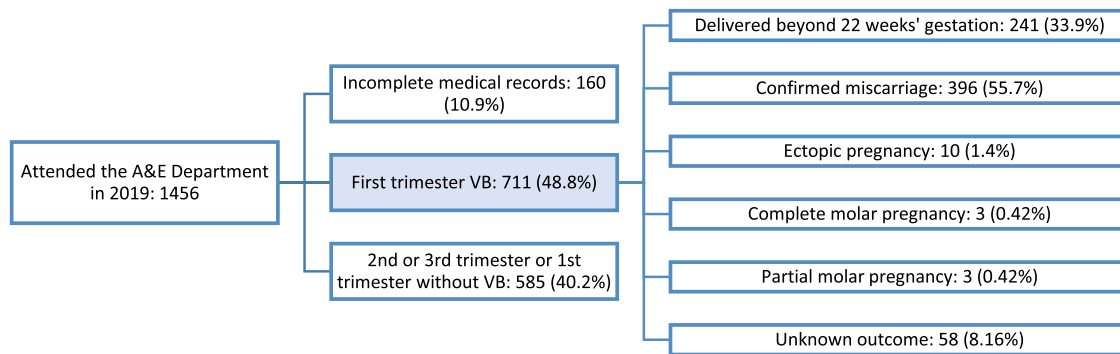 Attended the A&E Department
in 2019: 1456
Incomplete medical records: 160
(10.9%)
First trimester VB: 711 (48.8%)
2nd or 3rd trimester or 1st
trimester without VB: 585 (40.2%)
Delivered beyond 22 weeks' gestation: 241 (33.9%)
Confirmed miscarriage: 396 (55.7%)
Ectopic pregnancy: 10 (1.4%)
Complete molar pregnancy: 3 (0.42%)
Partial molar pregnancy: 3 (0.42%)
Unknown outcome: 58 (8.16%)